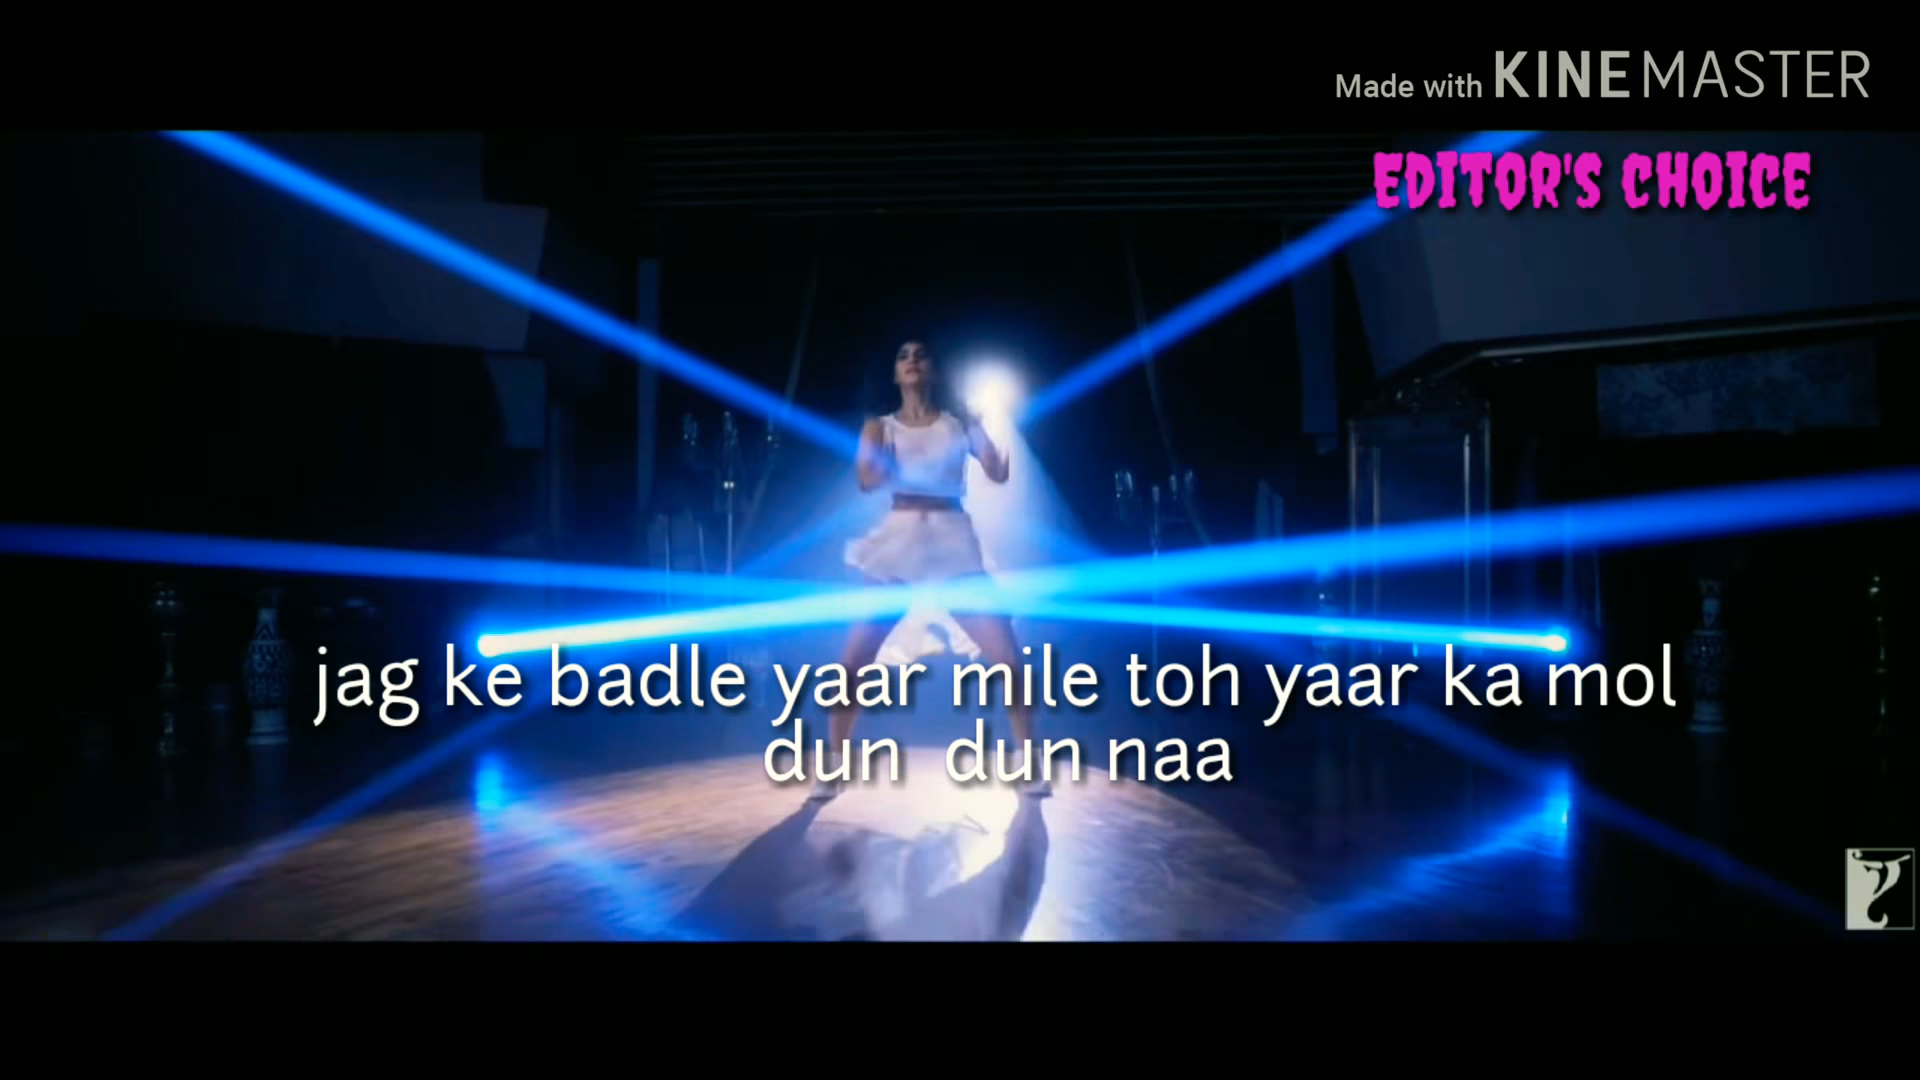 Made with KINEMASTER
EDITOR'S CHOICE
jag ke badle yaar mile toh yaar ka mol
dun dun naa